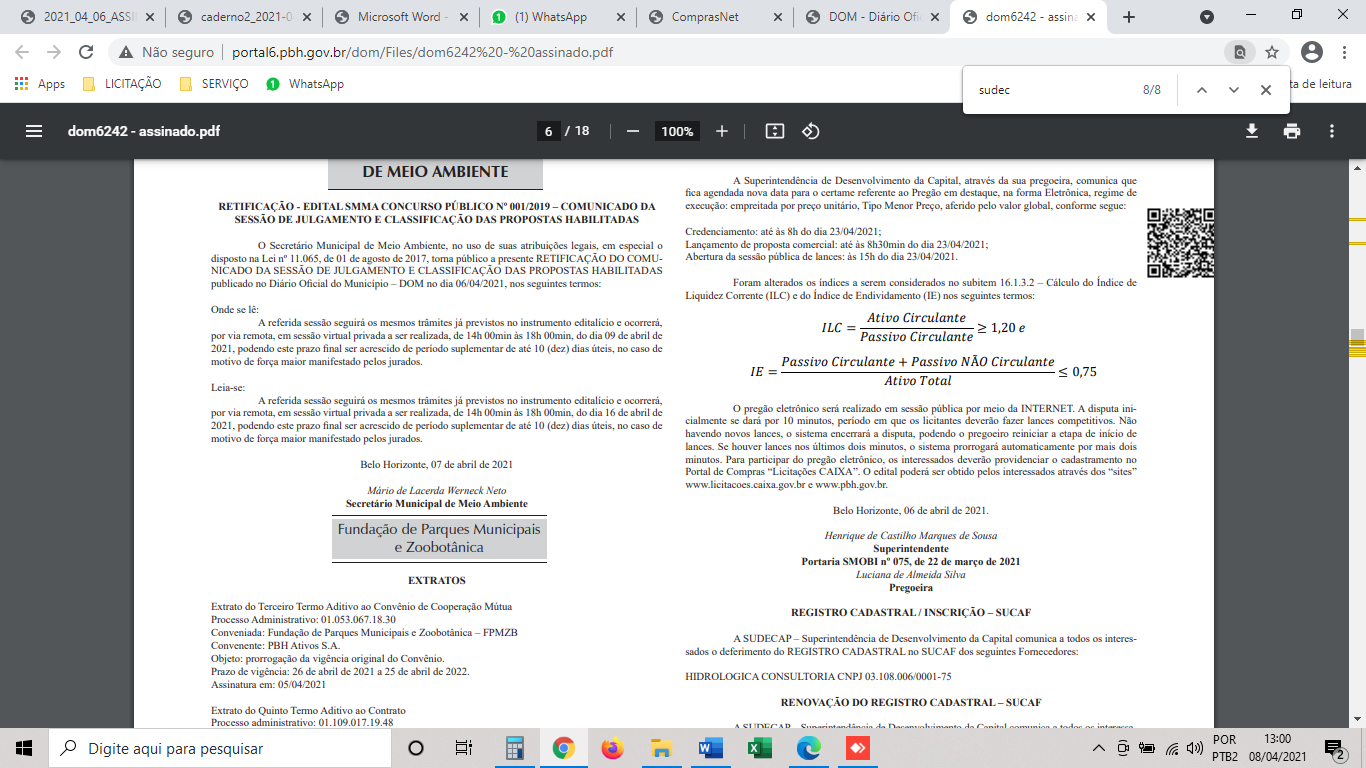 2021_04_06_ASSI
caderno2_2021-0
Microsoft Word -
(1) WhatsApp
ComprasNet
DOM - Diário Ofi
dom6242 - assina
Não seguro
portal6.pbh.gov.br/dom/Files/dom6242%20-%20assinado.pdf
Apps
LICITAÇÃO
SERVIÇO
WhatsApp
ta de leitura
sudec
8/8
dom6242 - assinado.pdf
6 / 18
100%
DE MEIO AMBIENTE
RETIFICAÇÃO - EDITAL SMMA CONCURSO PÚBLICO Nº 001/2019 – COMUNICADO DA
SESSÃO DE JULGAMENTO E CLASSIFICAÇÃO DAS PROPOSTAS HABILITADAS
O Secretário Municipal de Meio Ambiente, no uso de suas atribuições legais, em especial o
disposto na Lei nº 11.065, de 01 de agosto de 2017, torna público a presente RETIFICAÇÃO DO COMU-
NICADO DA SESSÃO DE JULGAMENTO E CLASSIFICAÇÃO DAS PROPOSTAS HABILITADAS
publicado no Diário Oficial do Município – DOM no dia 06/04/2021, nos seguintes termos:
Onde se lê:
A referida sessão seguirá os mesmos trâmites já previstos no instrumento editalício e ocorrerá,
por via remota, em sessão virtual privada a ser realizada, de 14h 00min às 18h 00min, do dia 09 de abril de
2021, podendo este prazo final ser acrescido de período suplementar de até 10 (dez) dias úteis, no caso de
motivo de força maior manifestado pelos jurados.
Leia-se:
A referida sessão seguirá os mesmos trâmites já previstos no instrumento editalício e ocorrerá,
por via remota, em sessão virtual privada a ser realizada, de 14h 00min às 18h 00min, do dia 16 de abril de
2021, podendo este prazo final ser acrescido de período suplementar de até 10 (dez) dias úteis, no caso de
motivo de força maior manifestado pelos jurados.
Belo Horizonte, 07 de abril de 2021
Mário de Lacerda Werneck Neto
Secretário Municipal de Meio Ambiente
Fundação de Parques Municipais
e Zoobotânica
EXTRATOS
Extrato do Terceiro Termo Aditivo ao Convênio de Cooperação Mútua
Processo Administrativo: 01.053.067.18.30
Conveniada: Fundação de Parques Municipais e Zoobotânica – FPMZB
Convenente: PBH Ativos S.A.
Objeto: prorrogação da vigência original do Convênio.
Prazo de vigência: 26 de abril de 2021 a 25 de abril de 2022.
Assinatura em: 05/04/2021
Extrato do Quinto Termo Aditivo ao Contrato
Processo administrativo: 01.109.017.19.48
A Superintendência de Desenvolvimento da Capital, através da sua pregoeira, comunica que
fica agendada nova data para o certame referente ao Pregão em destaque, na forma Eletrônica, regime de
execução: empreitada por preço unitário, Tipo Menor Preço, aferido pelo valor global, conforme segue:
Credenciamento: até às 8h do dia 23/04/2021;
Lançamento de proposta comercial: até às 8h30min do dia 23/04/2021;
Abertura da sessão pública de lances: às 15h do dia 23/04/2021.
Foram alterados os índices a serem considerados no subitem 16.1.3.2 – Cálculo do Índice de
Liquidez Corrente (ILC) e do Índice de Endividamento (IE) nos seguintes termos:
ILC = Ativo Circulante / Passivo Circulante ≥ 1,20 e
IE = Passivo Circulante + Passivo NÃO Circulante / Ativo Total ≤ 0,75
O pregão eletrônico será realizado em sessão pública por meio da INTERNET. A disputa ini-
cialmente se dará por 10 minutos, período em que os licitantes deverão fazer lances competitivos. Não
havendo novos lances, o sistema encerrará a disputa, podendo o pregoeiro reiniciar a etapa de início de
lances. Se houver lances nos últimos dois minutos, o sistema prorrogará automaticamente por mais dois
minutos. Para participar do pregão eletrônico, os interessados deverão providenciar o cadastramento no
Portal de Compras “Licitações CAIXA”. O edital poderá ser obtido pelos interessados através dos “sites”
www.licitacoes.caixa.gov.br e www.pbh.gov.br.
Belo Horizonte, 06 de abril de 2021.
Henrique de Castilho Marques de Sousa
Superintendente
Portaria SMOBI nº 075, de 22 de março de 2021
Luciana de Almeida Silva
Pregoeira
REGISTRO CADASTRAL / INSCRIÇÃO – SUCAF
A SUDECAP – Superintendência de Desenvolvimento da Capital comunica a todos os interes-
sados o deferimento do REGISTRO CADASTRAL no SUCAF dos seguintes Fornecedores:
HIDROLOGICA CONSULTORIA CNPJ 03.108.006/0001-75
RENOVAÇÃO DO REGISTRO CADASTRAL – SUCAF
A SUDECAP – Superintendência de Desenvolvimento da Capital comunica a todos os interessa-
Digite aqui para pesquisar
POR
PTB2
13:00
08/04/2021
2